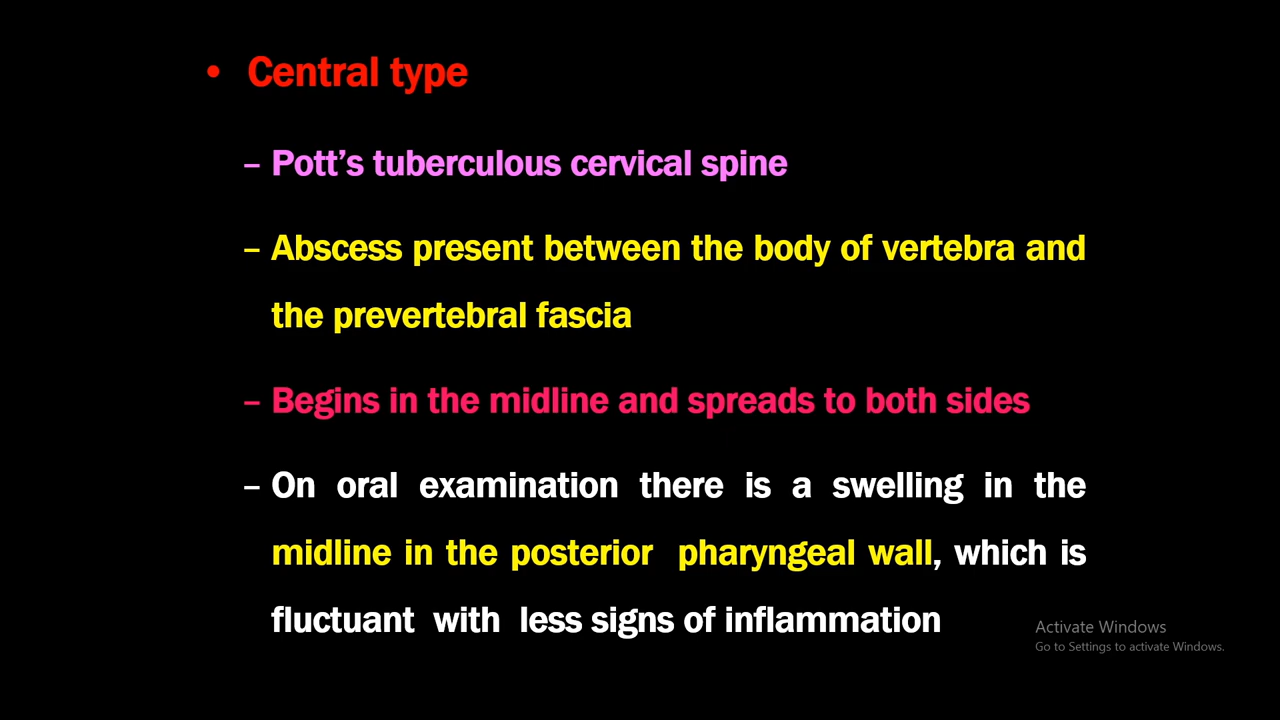 • Central type
– Pott’s tuberculous cervical spine
– Abscess present between the body of vertebra and
the prevertebral fascia
– Begins in the midline and spreads to both sides
– On oral examination there is a swelling in the
midline in the posterior pharyngeal wall, which is
fluctuant with less signs of inflammation
Activate Windows
Go to Settings to activate Windows.